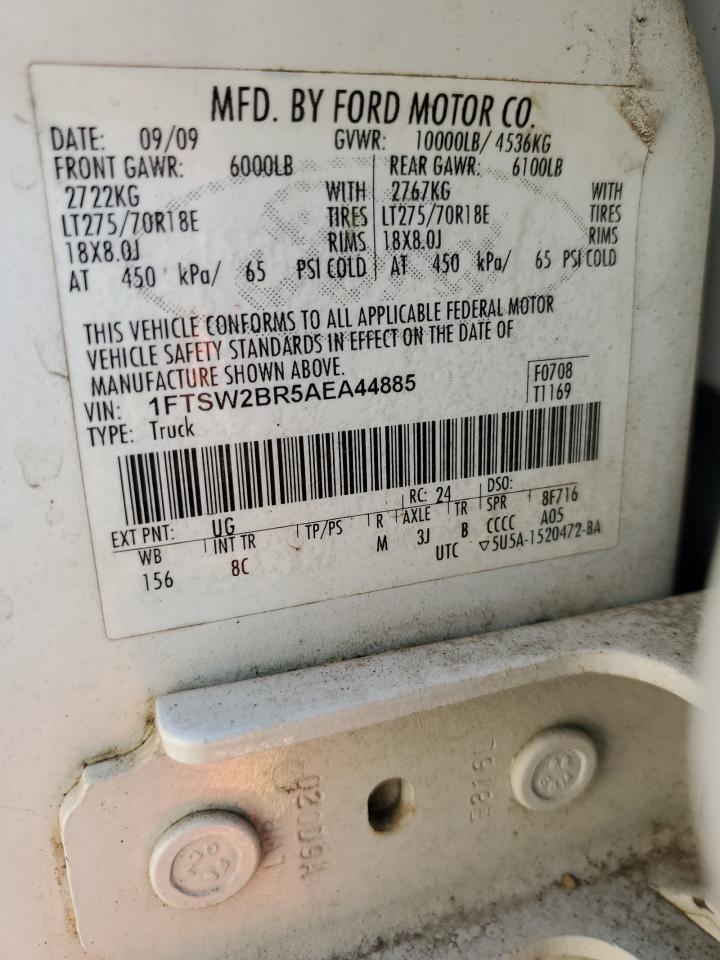 MFD. BY FORD MOTOR CO.
DATE: 09/09 GVWR: 10000LB/ 4536KG
FRONT GAWR: 6000LB REAR GAWR: 6100LB
2722KG WITH 2767KG WITH
LT275/70R18E TIRES LT275/70R18E TIRES
18X8.0J RIMS 18X8.0J RIMS
AT 450 kPa/ 65 PSI COLD AT 450 kPa/ 65 PSI COLD
THIS VEHICLE CONFORMS TO ALL APPLICABLE FEDERAL MOTOR
VEHICLE SAFETY STANDARDS IN EFFECT ON THE DATE OF
MANUFACTURE SHOWN ABOVE.
VIN: 1FTSW2BR5AEA44885 F0708
TYPE: Truck T1169
EXT PNT: UG RC: 24 DSO:
WB INT TR TP/PS R AXLE TR SPR 8F716
156 8C M 3J B CCCC A05
UTC ▽5U5A-1520472-BA